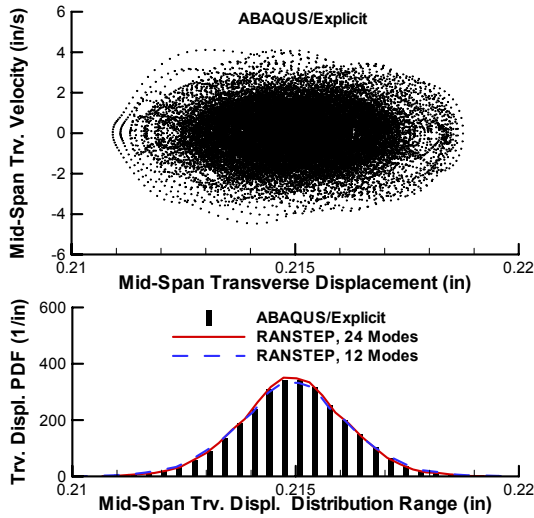 ABAQUS/Explicit
Mid-Span Trv. Velocity (in/s)
6
4
2
0
-2
-4
-6
0.21
0.215
0.22
Mid-Span Transverse Displacement (in)
Trv. Displ. PDF (1/in)
600
400
200
0
ABAQUS/Explicit
RANSTEP, 24 Modes
RANSTEP, 12 Modes
0.21
0.215
0.22
Mid-Span Trv. Displ. Distribution Range (in)